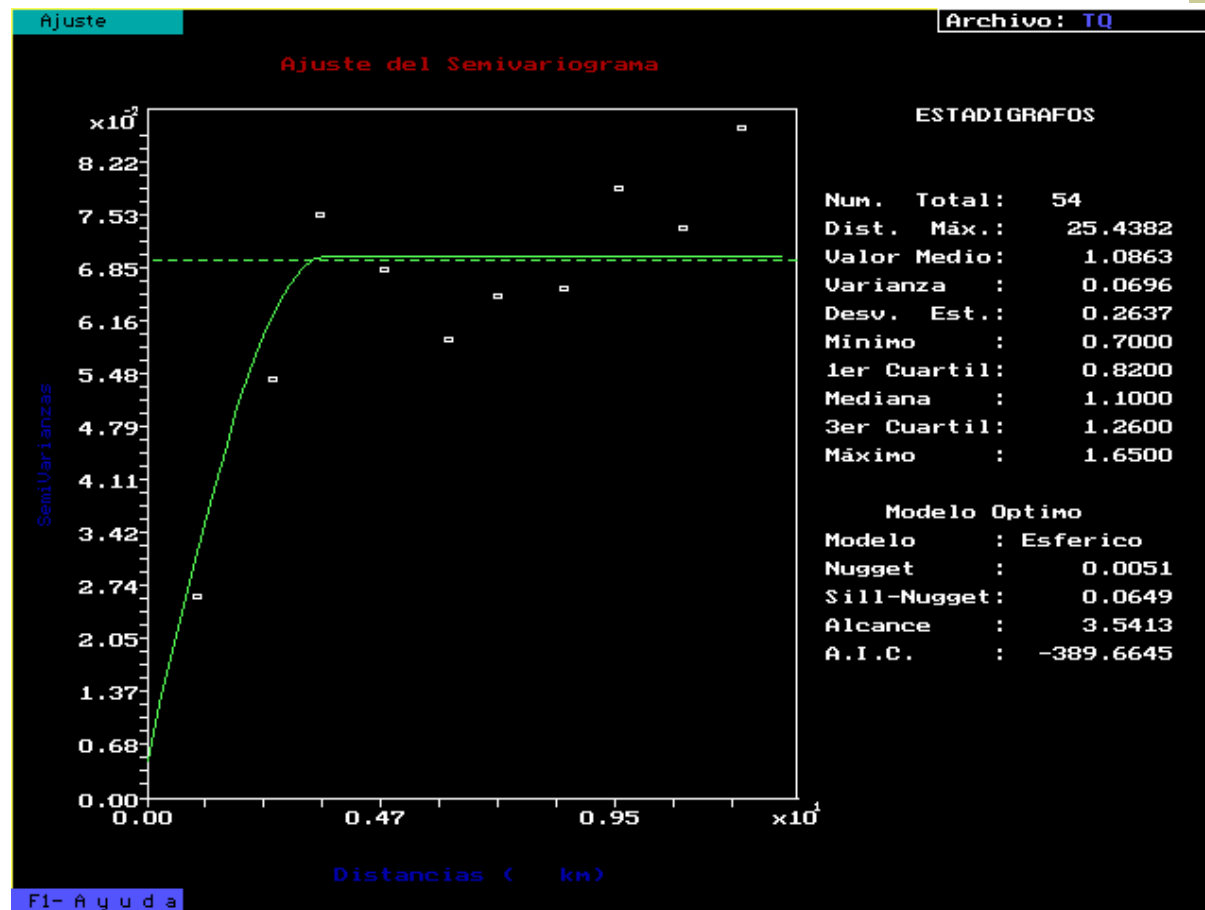 Ajuste
Archivo: TQ
Ajuste del Semivariograma
x10^-2
8.22
7.53
6.85
6.16
5.48
4.79
4.11
3.42
2.74
2.05
1.37
0.68
0.00
SemiVarianzas
0.00 0.47 0.95 x10^1
Distancias ( km)
ESTADIGRAFOS
Num. Total: 54
Dist. Máx.: 25.4382
Valor Medio: 1.0863
Varianza : 0.0696
Desv. Est.: 0.2637
Mínimo : 0.7000
1er Cuartil: 0.8200
Mediana : 1.1000
3er Cuartil: 1.2600
Máximo : 1.6500
Modelo Optimo
Modelo : Esferico
Nugget : 0.0051
Sill-Nugget: 0.0649
Alcance : 3.5413
A.I.C. : -389.6645
F1- A y u d a